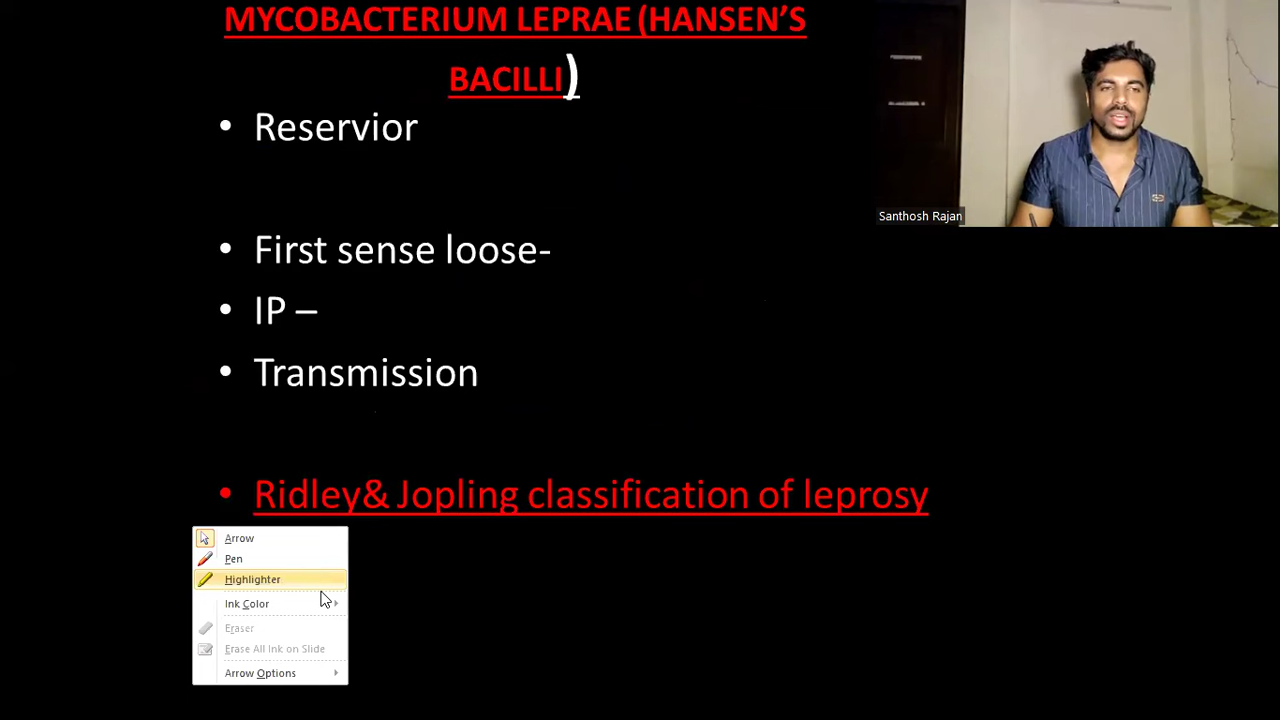 MYCOBACTERIUM LEPRAE (HANSEN’S
BACILLI)
• Reservior
• First sense loose-
• IP –
• Transmission
• Ridley& Jopling classification of leprosy
Santhosh Rajan
Arrow
Pen
Highlighter
Ink Color
Eraser
Erase All Ink on Slide
Arrow Options